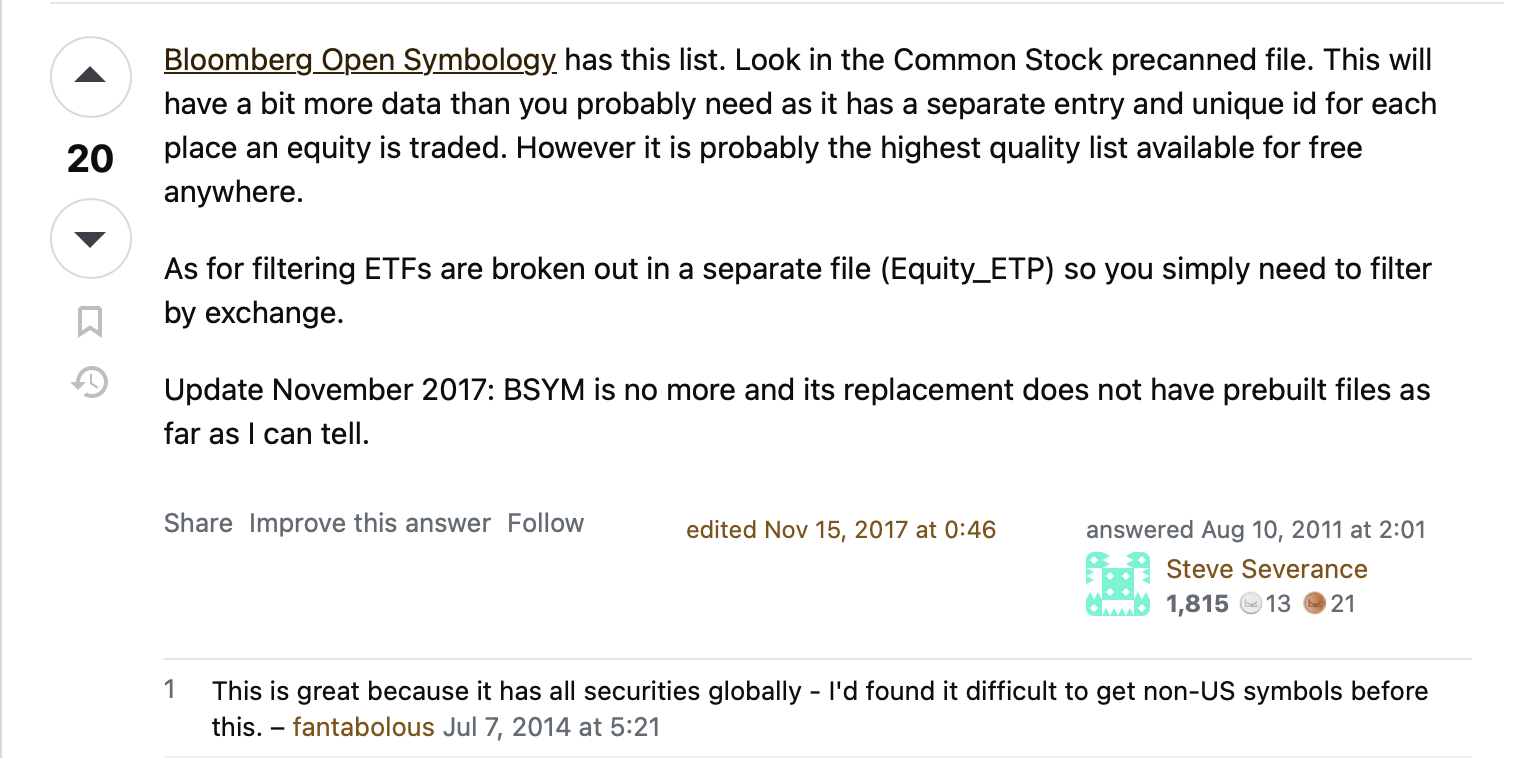 Bloomberg Open Symbology has this list. Look in the Common Stock precanned file. This will
have a bit more data than you probably need as it has a separate entry and unique id for each
place an equity is traded. However it is probably the highest quality list available for free
anywhere.
20
As for filtering ETFs are broken out in a separate file (Equity_ETP) so you simply need to filter
by exchange.
Update November 2017: BSYM is no more and its replacement does not have prebuilt files as
far as I can tell.
Share Improve this answer Follow
edited Nov 15, 2017 at 0:46
answered Aug 10, 2011 at 2:01
Steve Severance
1,815 13 21
1 This is great because it has all securities globally - I'd found it difficult to get non-US symbols before
this. – fantabolous Jul 7, 2014 at 5:21